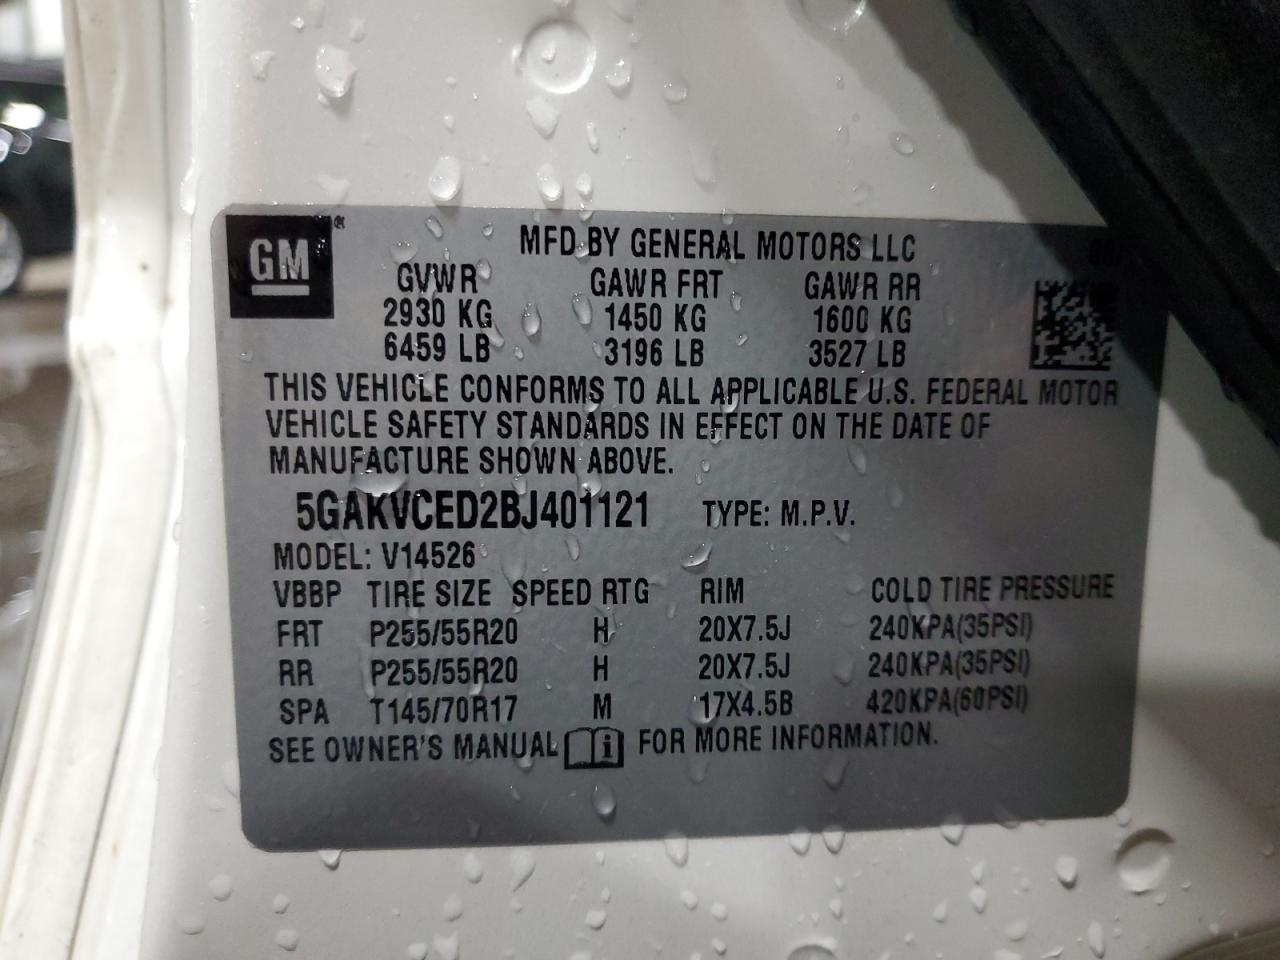 GM ®
MFD BY GENERAL MOTORS LLC
GVWR GAWR FRT GAWR RR
2930 KG 1450 KG 1600 KG
6459 LB 3196 LB 3527 LB
THIS VEHICLE CONFORMS TO ALL APPLICABLE U.S. FEDERAL MOTOR
VEHICLE SAFETY STANDARDS IN EFFECT ON THE DATE OF
MANUFACTURE SHOWN ABOVE.
5GAKVCED2BJ401121 TYPE: M.P.V.
MODEL: V14526
VBBP TIRE SIZE SPEED RTG RIM COLD TIRE PRESSURE
FRT P255/55R20 H 20X7.5J 240KPA(35PSI)
RR P255/55R20 H 20X7.5J 240KPA(35PSI)
SPA T145/70R17 M 17X4.5B 420KPA(60PSI)
SEE OWNER'S MANUAL i FOR MORE INFORMATION.